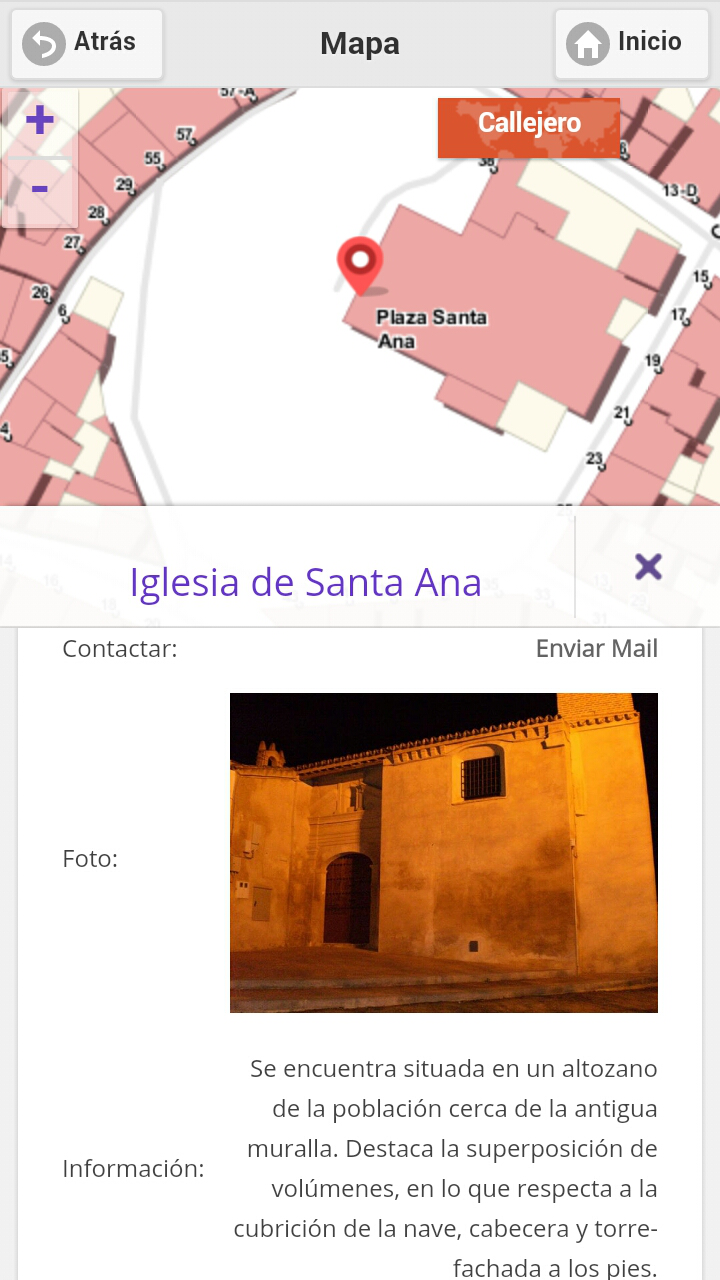 Atrás
Mapa
Inicio
+
-
Callejero
57-A
57
55
29
28
27
26
6
4
38
13-D
15
17
19
21
23
Plaza Santa
Ana
Iglesia de Santa Ana
Contactar:
Enviar Mail
Foto:
Información:
Se encuentra situada en un altozano
de la población cerca de la antigua
muralla. Destaca la superposición de
volúmenes, en lo que respecta a la
cubrición de la nave, cabecera y torre-
fachada a los pies.